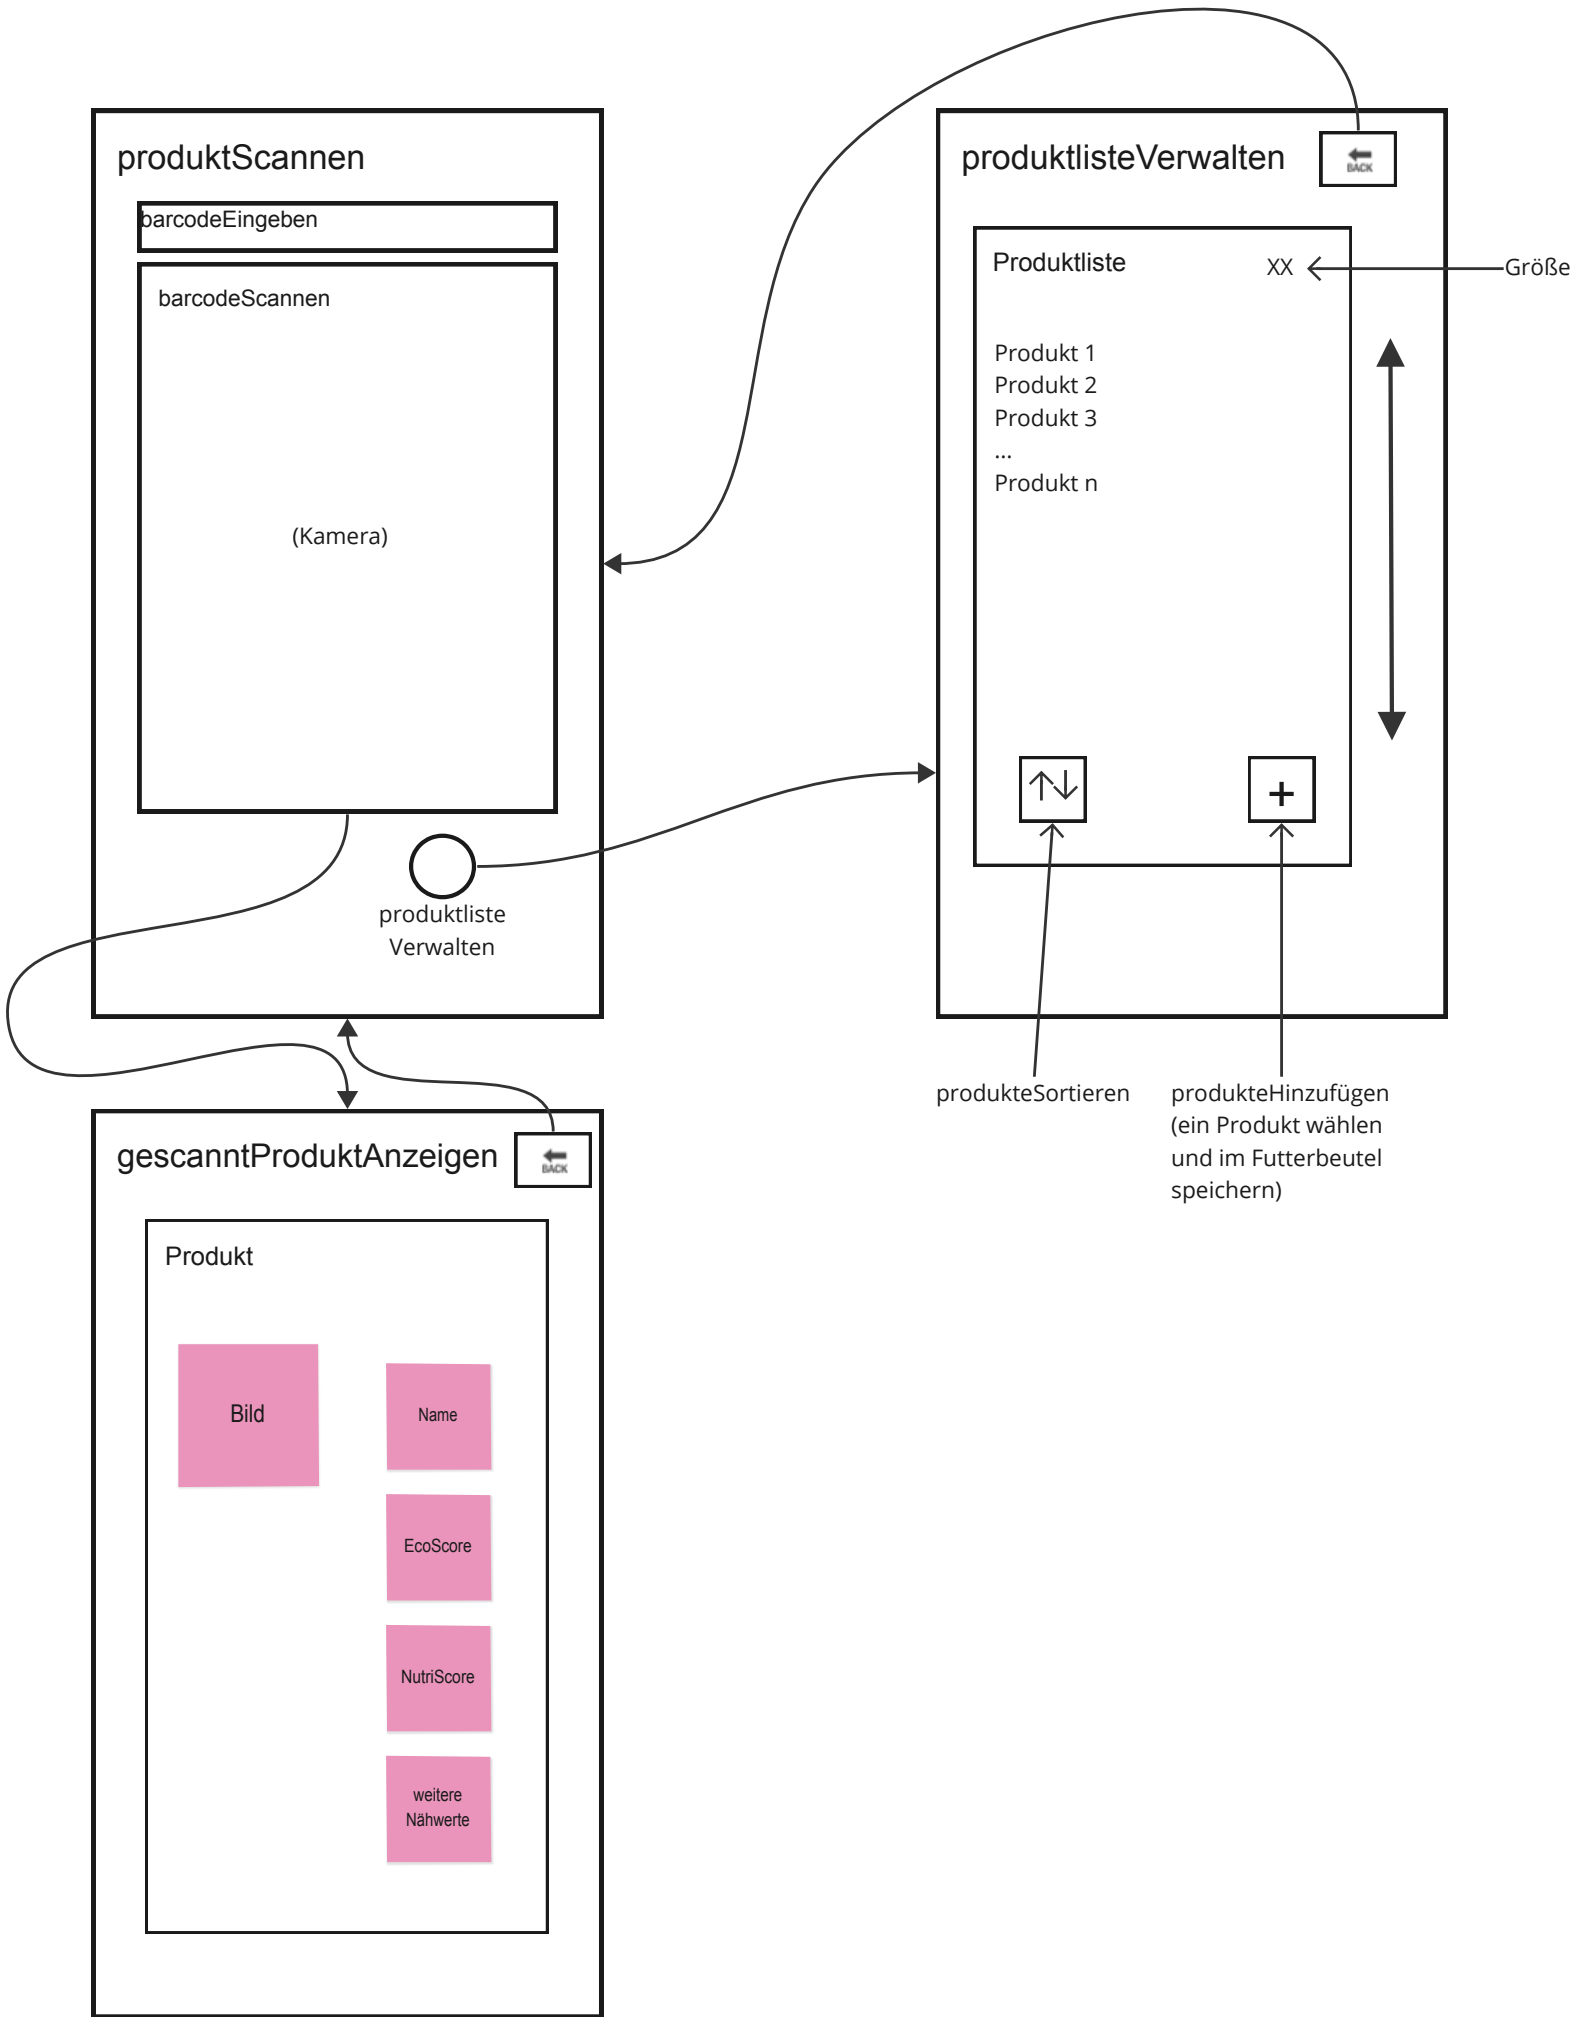 produktScannen
barcodeEingeben
barcodeScannen
(Kamera)
produktliste
Verwalten
produktlisteVerwalten
BACK
Produktliste
XX
Größe
Produkt 1
Produkt 2
Produkt 3
...
Produkt n
+
produkteSortieren
produkteHinzufügen
(ein Produkt wählen
und im Futterbeutel
speichern)
gescanntProduktAnzeigen
BACK
Produkt
Bild
Name
EcoScore
NutriScore
weitere
Nähwerte